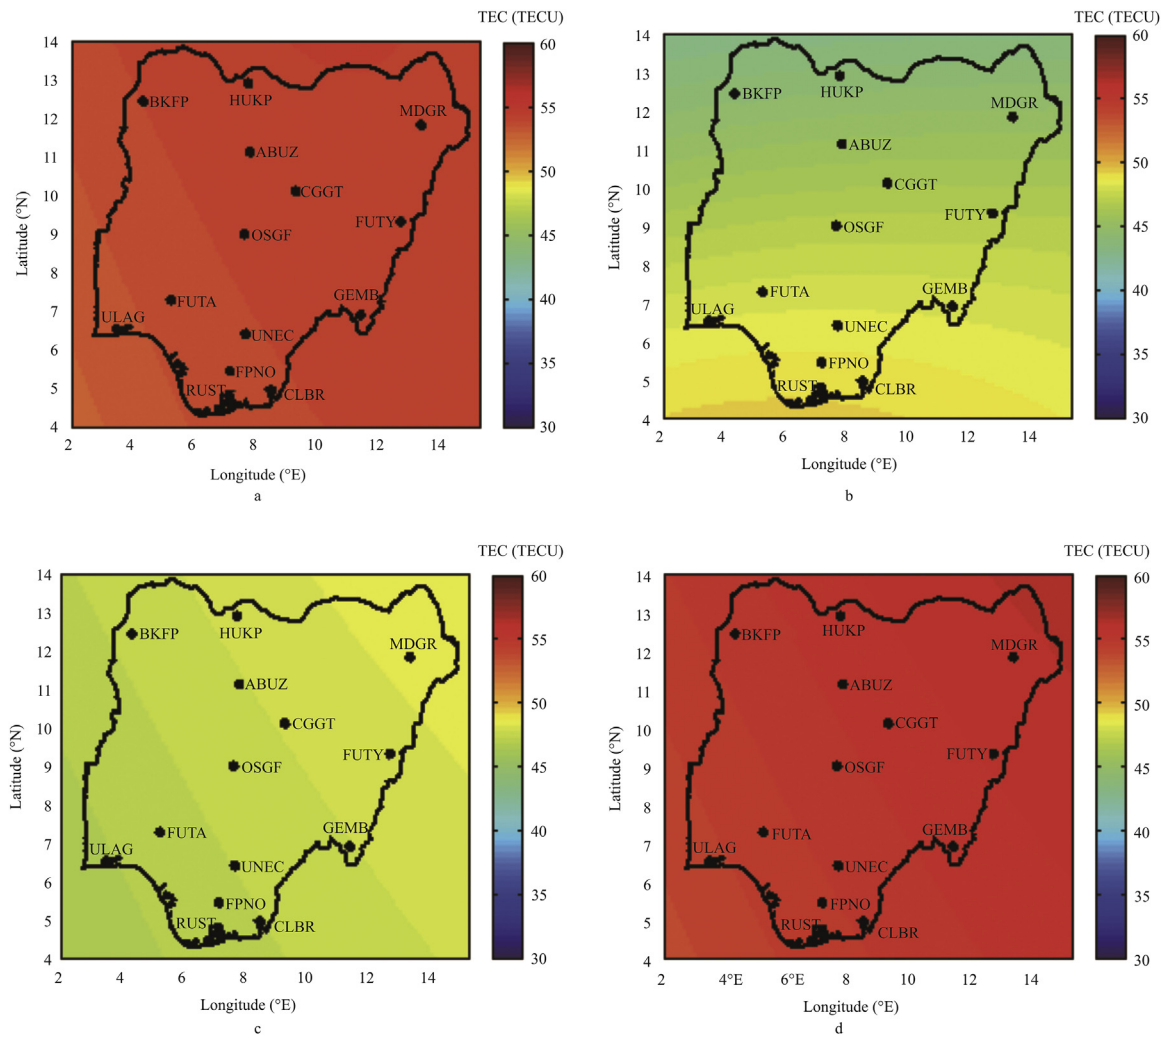 TEC (TECU)
14
13
12
11
10
9
8
7
6
5
4
Latitude (°N)
2
4
6
8
10
12
14
Longitude (°E)
a
60
55
50
45
40
35
30
BKFP
HUKP
MDGR
ABUZ
CGGT
FUTY
OSGF
FUTA
GEMB
ULAG
UNEC
FPNO
RUST
CLBR
TEC (TECU)
14
13
12
11
10
9
8
7
6
5
4
Latitude (°N)
2
4
6
8
10
12
14
Longitude (°E)
b
60
55
50
45
40
35
30
BKFP
HUKP
MDGR
ABUZ
CGGT
FUTY
OSGF
FUTA
GEMB
ULAG
UNEC
FPNO
RUST
CLBR
TEC (TECU)
14
13
12
11
10
9
8
7
6
5
4
Latitude (°N)
2
4
6
8
10
12
14
Longitude (°E)
c
60
55
50
45
40
35
30
BKFP
HUKP
MDGR
ABUZ
CGGT
FUTY
OSGF
FUTA
GEMB
ULAG
UNEC
FPNO
RUST
CLBR
TEC (TECU)
14
13
12
11
10
9
8
7
6
5
4
Latitude (°N)
2
4°E
6°E
8
10
12
14
Longitude (°E)
d
60
55
50
45
40
35
30
BKFP
HUKP
MDGR
ABUZ
CGGT
FUTY
OSGF
FUTA
GEMB
ULAG
UNEC
FPNO
RUST
CLBR